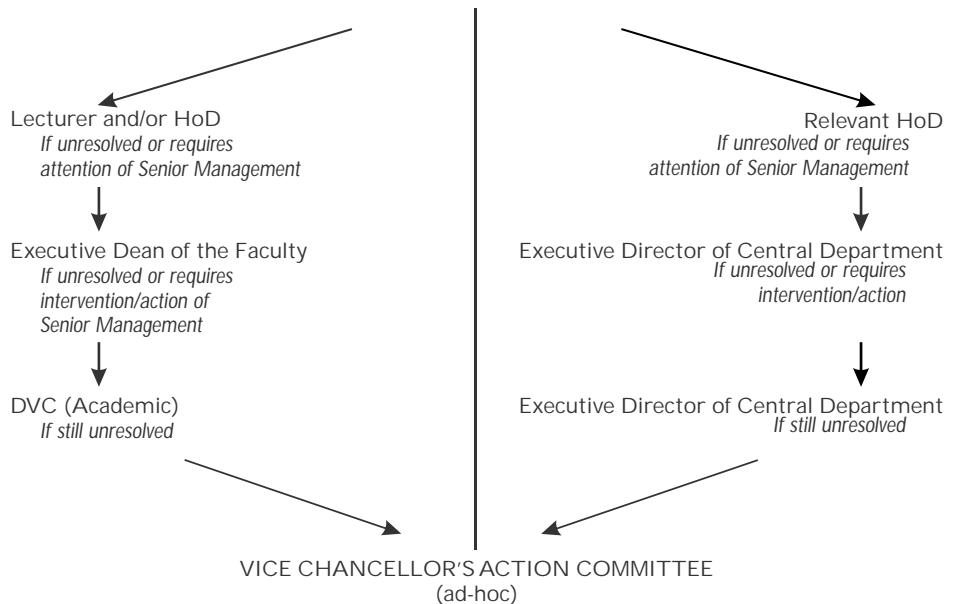 Lecturer and/or HoD
If unresolved or requires
attention of Senior Management
Executive Dean of the Faculty
If unresolved or requires
intervention/action of
Senior Management
DVC (Academic)
If still unresolved
Relevant HoD
If unresolved or requires
attention of Senior Management
Executive Director of Central Department
If unresolved or requires
intervention/action
Executive Director of Central Department
If still unresolved
VICE CHANCELLOR'S ACTION COMMITTEE
(ad-hoc)